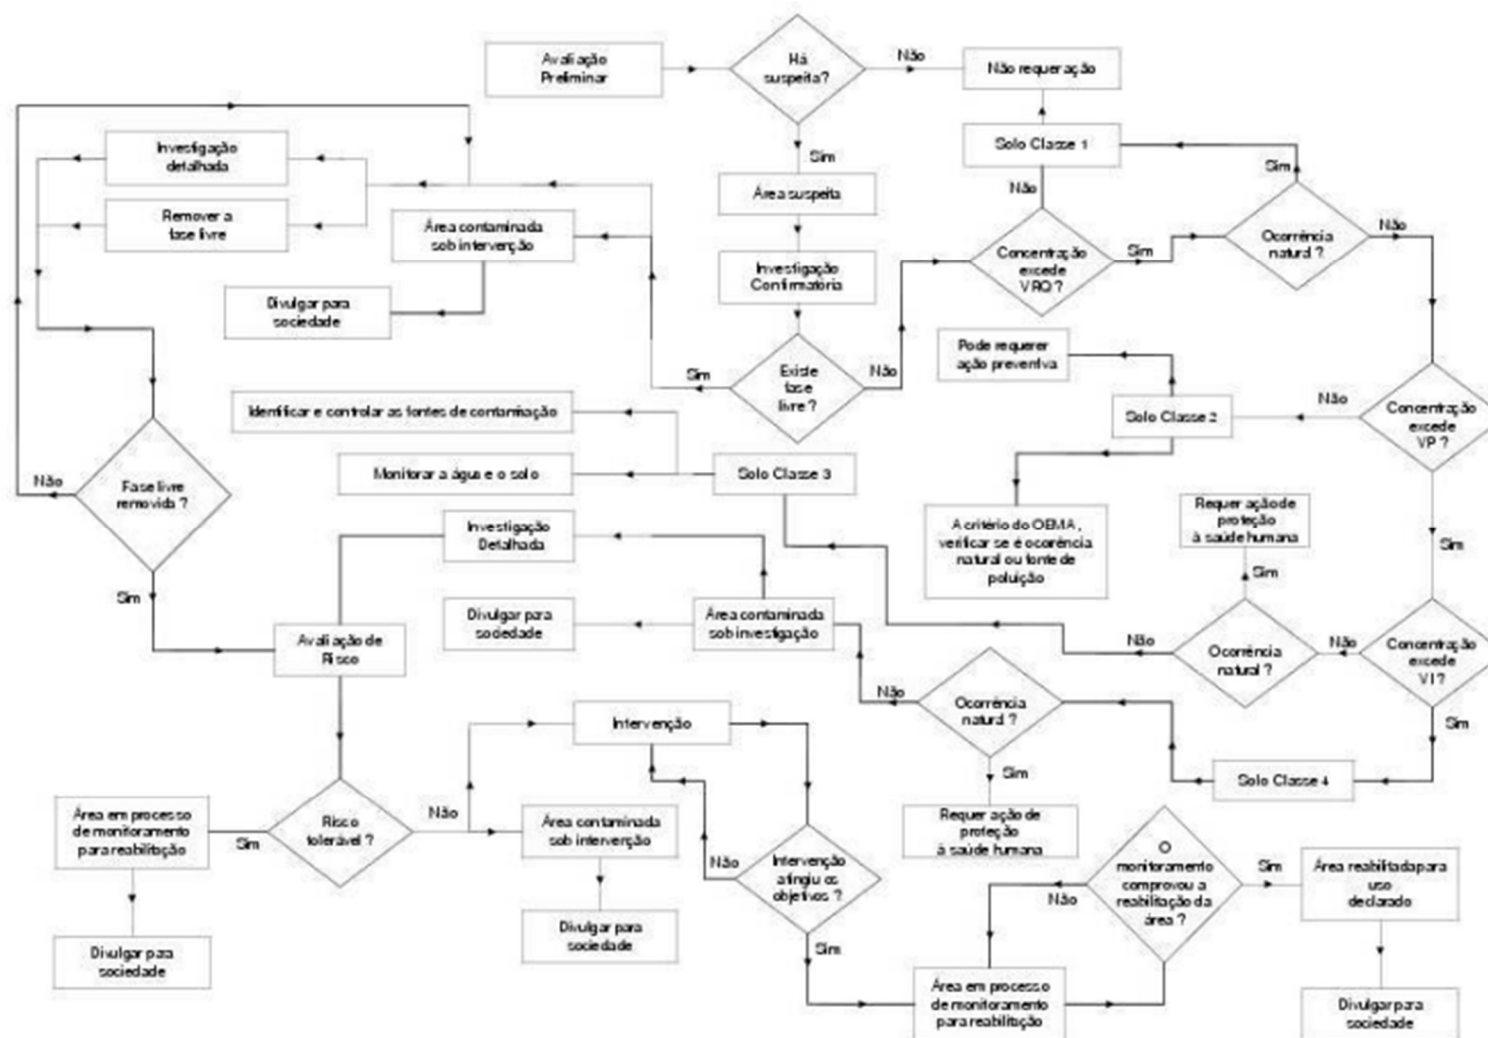 Avaliação
Preliminar
Há
suspeita?
Não
Não requer ação
Sim
Solo Classe 1
Área suspeita
Investigação
Confirmatória
Existe
fase
livre ?
Sim
Não
Investigação
detalhada
Remover a
fase livre
Área contaminada
sob intervenção
Divulgar para
sociedade
Não
Concentração
excede
VRQ ?
Sim
Ocorrência
natural ?
Sim
Não
Pode requerer
ação preventiva
Solo Classe 2
Não
Concentração
excede
VP ?
Sim
A critério do OEMA,
verificar se é ocorência
natural ou fonte de
poluição
Identificar e controlar as fontes de contaminação
Monitorar a água e o solo
Solo Classe 3
Fase livre
removida ?
Não
Sim
Investigação
Detalhada
Divulgar para
sociedade
Área contaminada
sob investigação
Requer ação de
proteção
à saúde humana
Sim
Ocorrência
natural ?
Não
Não
Concentração
excede
VI ?
Sim
Avaliação de
Risco
Não
Ocorrência
natural ?
Sim
Requer ação de
proteção
à saúde humana
Solo Classe 4
Intervenção
Área em processo
de monitoramento
para reabilitação
Sim
Risco
tolerável ?
Não
Área contaminada
sob intervenção
Não
Intervenção
atingiu os
objetivos ?
Sim
Divulgar para
sociedade
Divulgar para
sociedade
O
monitoramento
comprovou a
reabilitação da
área ?
Não
Sim
Área reabilitada para
uso
declarado
Área em processo
de monitoramento
para reabilitação
Divulgar para
sociedade